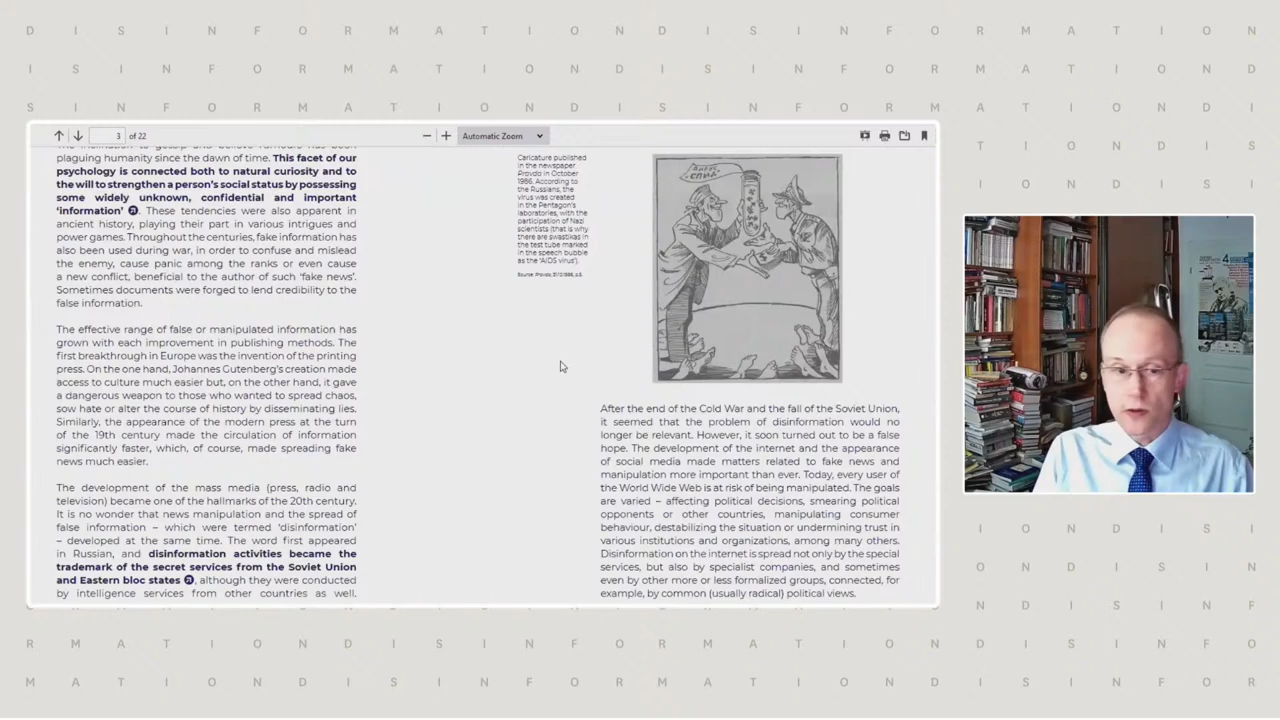 D I S I N F O R M A T I O N D I S I N F O R M A T I O N D I S I N F O R M A T I O N
I S I N F O R M A T I O N D I S I N F O R M A T I O N D I S I N F O R M A T I O N D
S I N F O R M A T I O N D I S I N F O R M A T I O N D I S I N F O R M A T I O N D I
3 of 22
Automatic Zoom
The inclination to gossip and believe rumours has been
plaguing humanity since the dawn of time. This facet of our
psychology is connected both to natural curiosity and to
the will to strengthen a person's social status by possessing
some widely unknown, confidential and important
'information'. These tendencies were also apparent in
ancient history, playing their part in various intrigues and
power games. Throughout the centuries, fake information has
also been used during war, in order to confuse and mislead
the enemy, cause panic among the ranks or even cause
a new conflict, beneficial to the author of such 'fake news'.
Sometimes documents were forged to lend credibility to the
false information.
The effective range of false or manipulated information has
grown with each improvement in publishing methods. The
first breakthrough in Europe was the invention of the printing
press. On the one hand, Johannes Gutenberg's creation made
access to culture much easier but, on the other hand, it gave
a dangerous weapon to those who wanted to spread chaos,
sow hate or alter the course of history by disseminating lies.
Similarly, the appearance of the modern press at the turn
of the 19th century made the circulation of information
significantly faster, which, of course, made spreading fake
news much easier.
The development of the mass media (press, radio and
television) became one of the hallmarks of the 20th century.
It is no wonder that news manipulation and the spread of
false information – which were termed 'disinformation'
– developed at the same time. The word first appeared
in Russian, and disinformation activities became the
trademark of the secret services from the Soviet Union
and Eastern bloc states, although they were conducted
by intelligence services from other countries as well.
Caricature published
in the newspaper
Pravda in October
1986. According to
the Russians, the
virus was created
in the Pentagon's
laboratories, with the
participation of Nazi
scientists (that is why
there are swastikas in
the test tube marked
in the speech bubble
as the 'AIDS virus').
Source: Pravda, 31.10.1986, p.5.
ВИРУС
СПИД
$
After the end of the Cold War and the fall of the Soviet Union,
it seemed that the problem of disinformation would no
longer be relevant. However, it soon turned out to be a false
hope. The development of the internet and the appearance
of social media made matters related to fake news and
manipulation more important than ever. Today, every user of
the World Wide Web is at risk of being manipulated. The goals
are varied – affecting political decisions, smearing political
opponents or other countries, manipulating consumer
behaviour, destabilizing the situation or undermining trust in
various institutions and organizations, among many others.
Disinformation on the internet is spread not only by the special
services, but also by specialist companies, and sometimes
even by other more or less formalized groups, connected, for
example, by common (usually radical) political views.
T I O N D I
I O N D I S
I O N D I S I
O N D I S I N
N D I S I N F
R M A T I O N D I S I N F O R M A T I O N D I S I N F O R M A T I O N D I S I N F O
M A T I O N D I S I N F O R M A T I O N D I S I N F O R M A T I O N D I S I N F O R